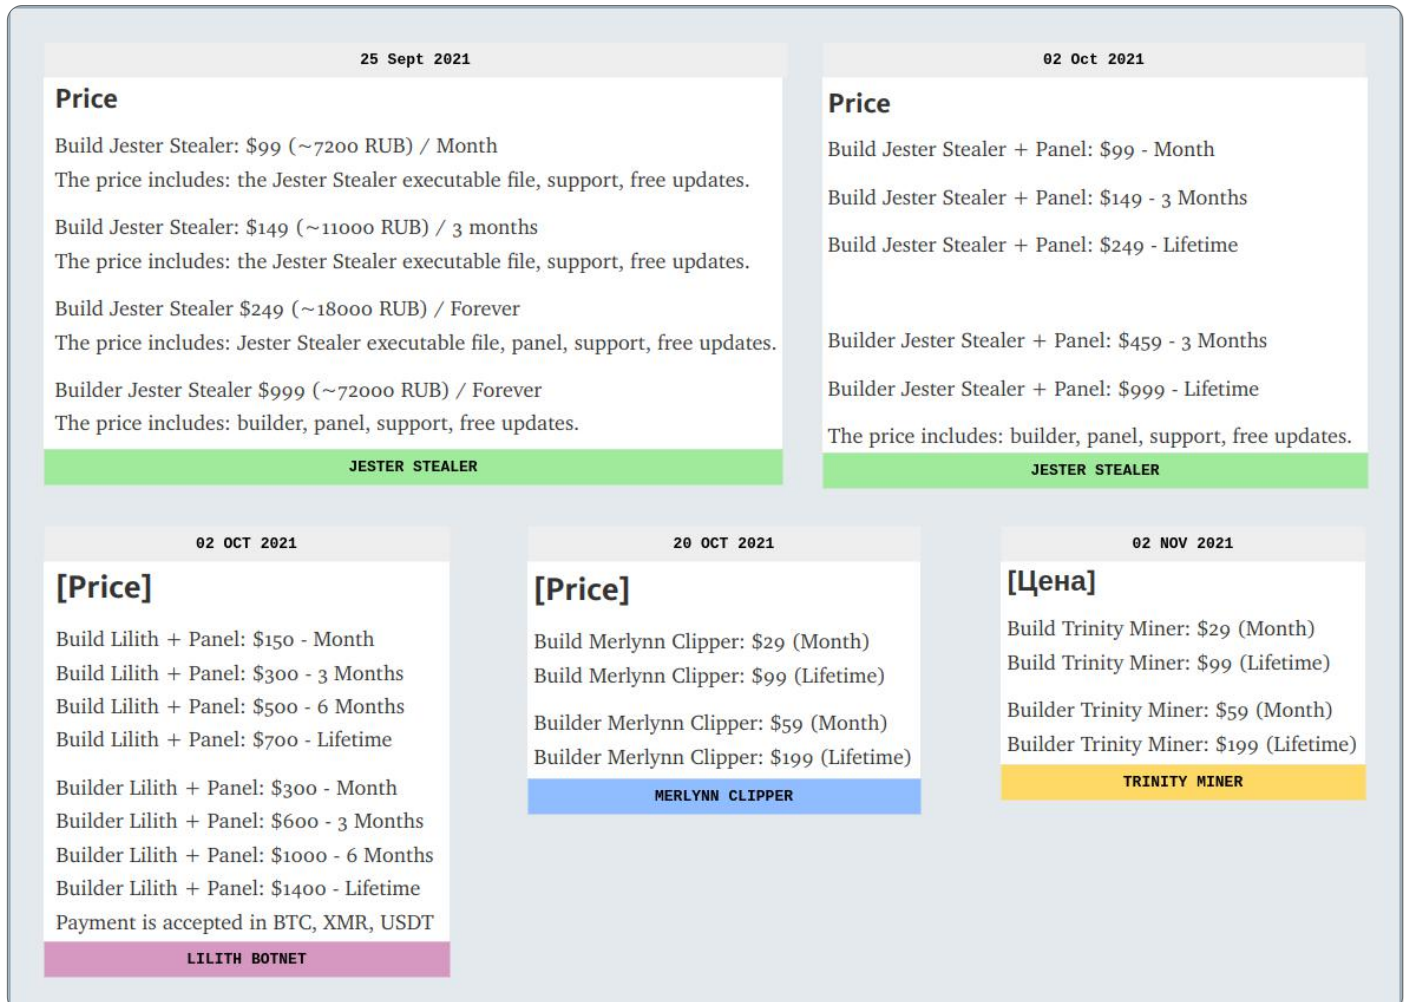 25 Sept 2021
Price
Build Jester Stealer: $99 (~7200 RUB) / Month
The price includes: the Jester Stealer executable file, support, free updates.
Build Jester Stealer: $149 (~11000 RUB) / 3 months
The price includes: the Jester Stealer executable file, support, free updates.
Build Jester Stealer $249 (~18000 RUB) / Forever
The price includes: Jester Stealer executable file, panel, support, free updates.
Builder Jester Stealer $999 (~72000 RUB) / Forever
The price includes: builder, panel, support, free updates.
JESTER STEALER
02 Oct 2021
Price
Build Jester Stealer + Panel: $99 - Month
Build Jester Stealer + Panel: $149 - 3 Months
Build Jester Stealer + Panel: $249 - Lifetime
Builder Jester Stealer + Panel: $459 - 3 Months
Builder Jester Stealer + Panel: $999 - Lifetime
The price includes: builder, panel, support, free updates.
JESTER STEALER
02 OCT 2021
[Price]
Build Lilith + Panel: $150 - Month
Build Lilith + Panel: $300 - 3 Months
Build Lilith + Panel: $500 - 6 Months
Build Lilith + Panel: $700 - Lifetime
Builder Lilith + Panel: $300 - Month
Builder Lilith + Panel: $600 - 3 Months
Builder Lilith + Panel: $1000 - 6 Months
Builder Lilith + Panel: $1400 - Lifetime
Payment is accepted in BTC, XMR, USDT
LILITH BOTNET
20 OCT 2021
[Price]
Build Merlynn Clipper: $29 (Month)
Build Merlynn Clipper: $99 (Lifetime)
Builder Merlynn Clipper: $59 (Month)
Builder Merlynn Clipper: $199 (Lifetime)
MERLYNN CLIPPER
02 NOV 2021
[Цена]
Build Trinity Miner: $29 (Month)
Build Trinity Miner: $99 (Lifetime)
Builder Trinity Miner: $59 (Month)
Builder Trinity Miner: $199 (Lifetime)
TRINITY MINER